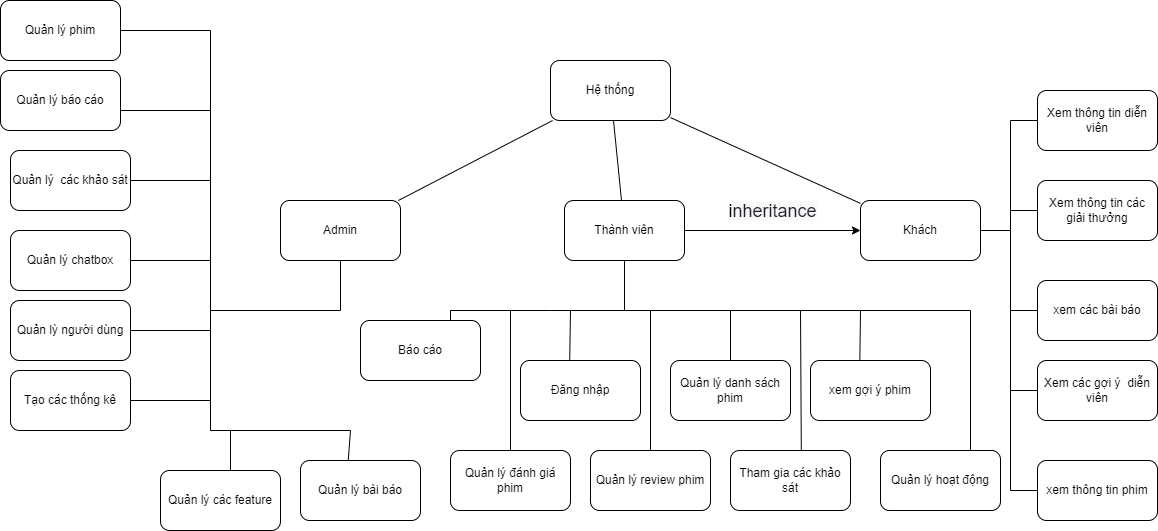 Quản lý phim
Quản lý báo cáo
Quản lý  các khảo sát
Quản lý chatbox
Quản lỳ người dùng
Tạo các thống kê
Quản lý các feature
Quản lý bài báo
Hệ thống
Admin
Thành viên
inheritance
Khách
Báo cáo
Đăng nhập
Quản lý danh sách
phim
xem gợi ý phim
Quản lý đánh giá
phim
Quản lý review phim
Tham gia các khảo
sát
Quản lý hoạt động
Xem thông tin diễn
viên
Xem thông tin các
giải thưởng
xem các bài báo
Xem các gợi ý  diễn
viên
xem thông tin phim